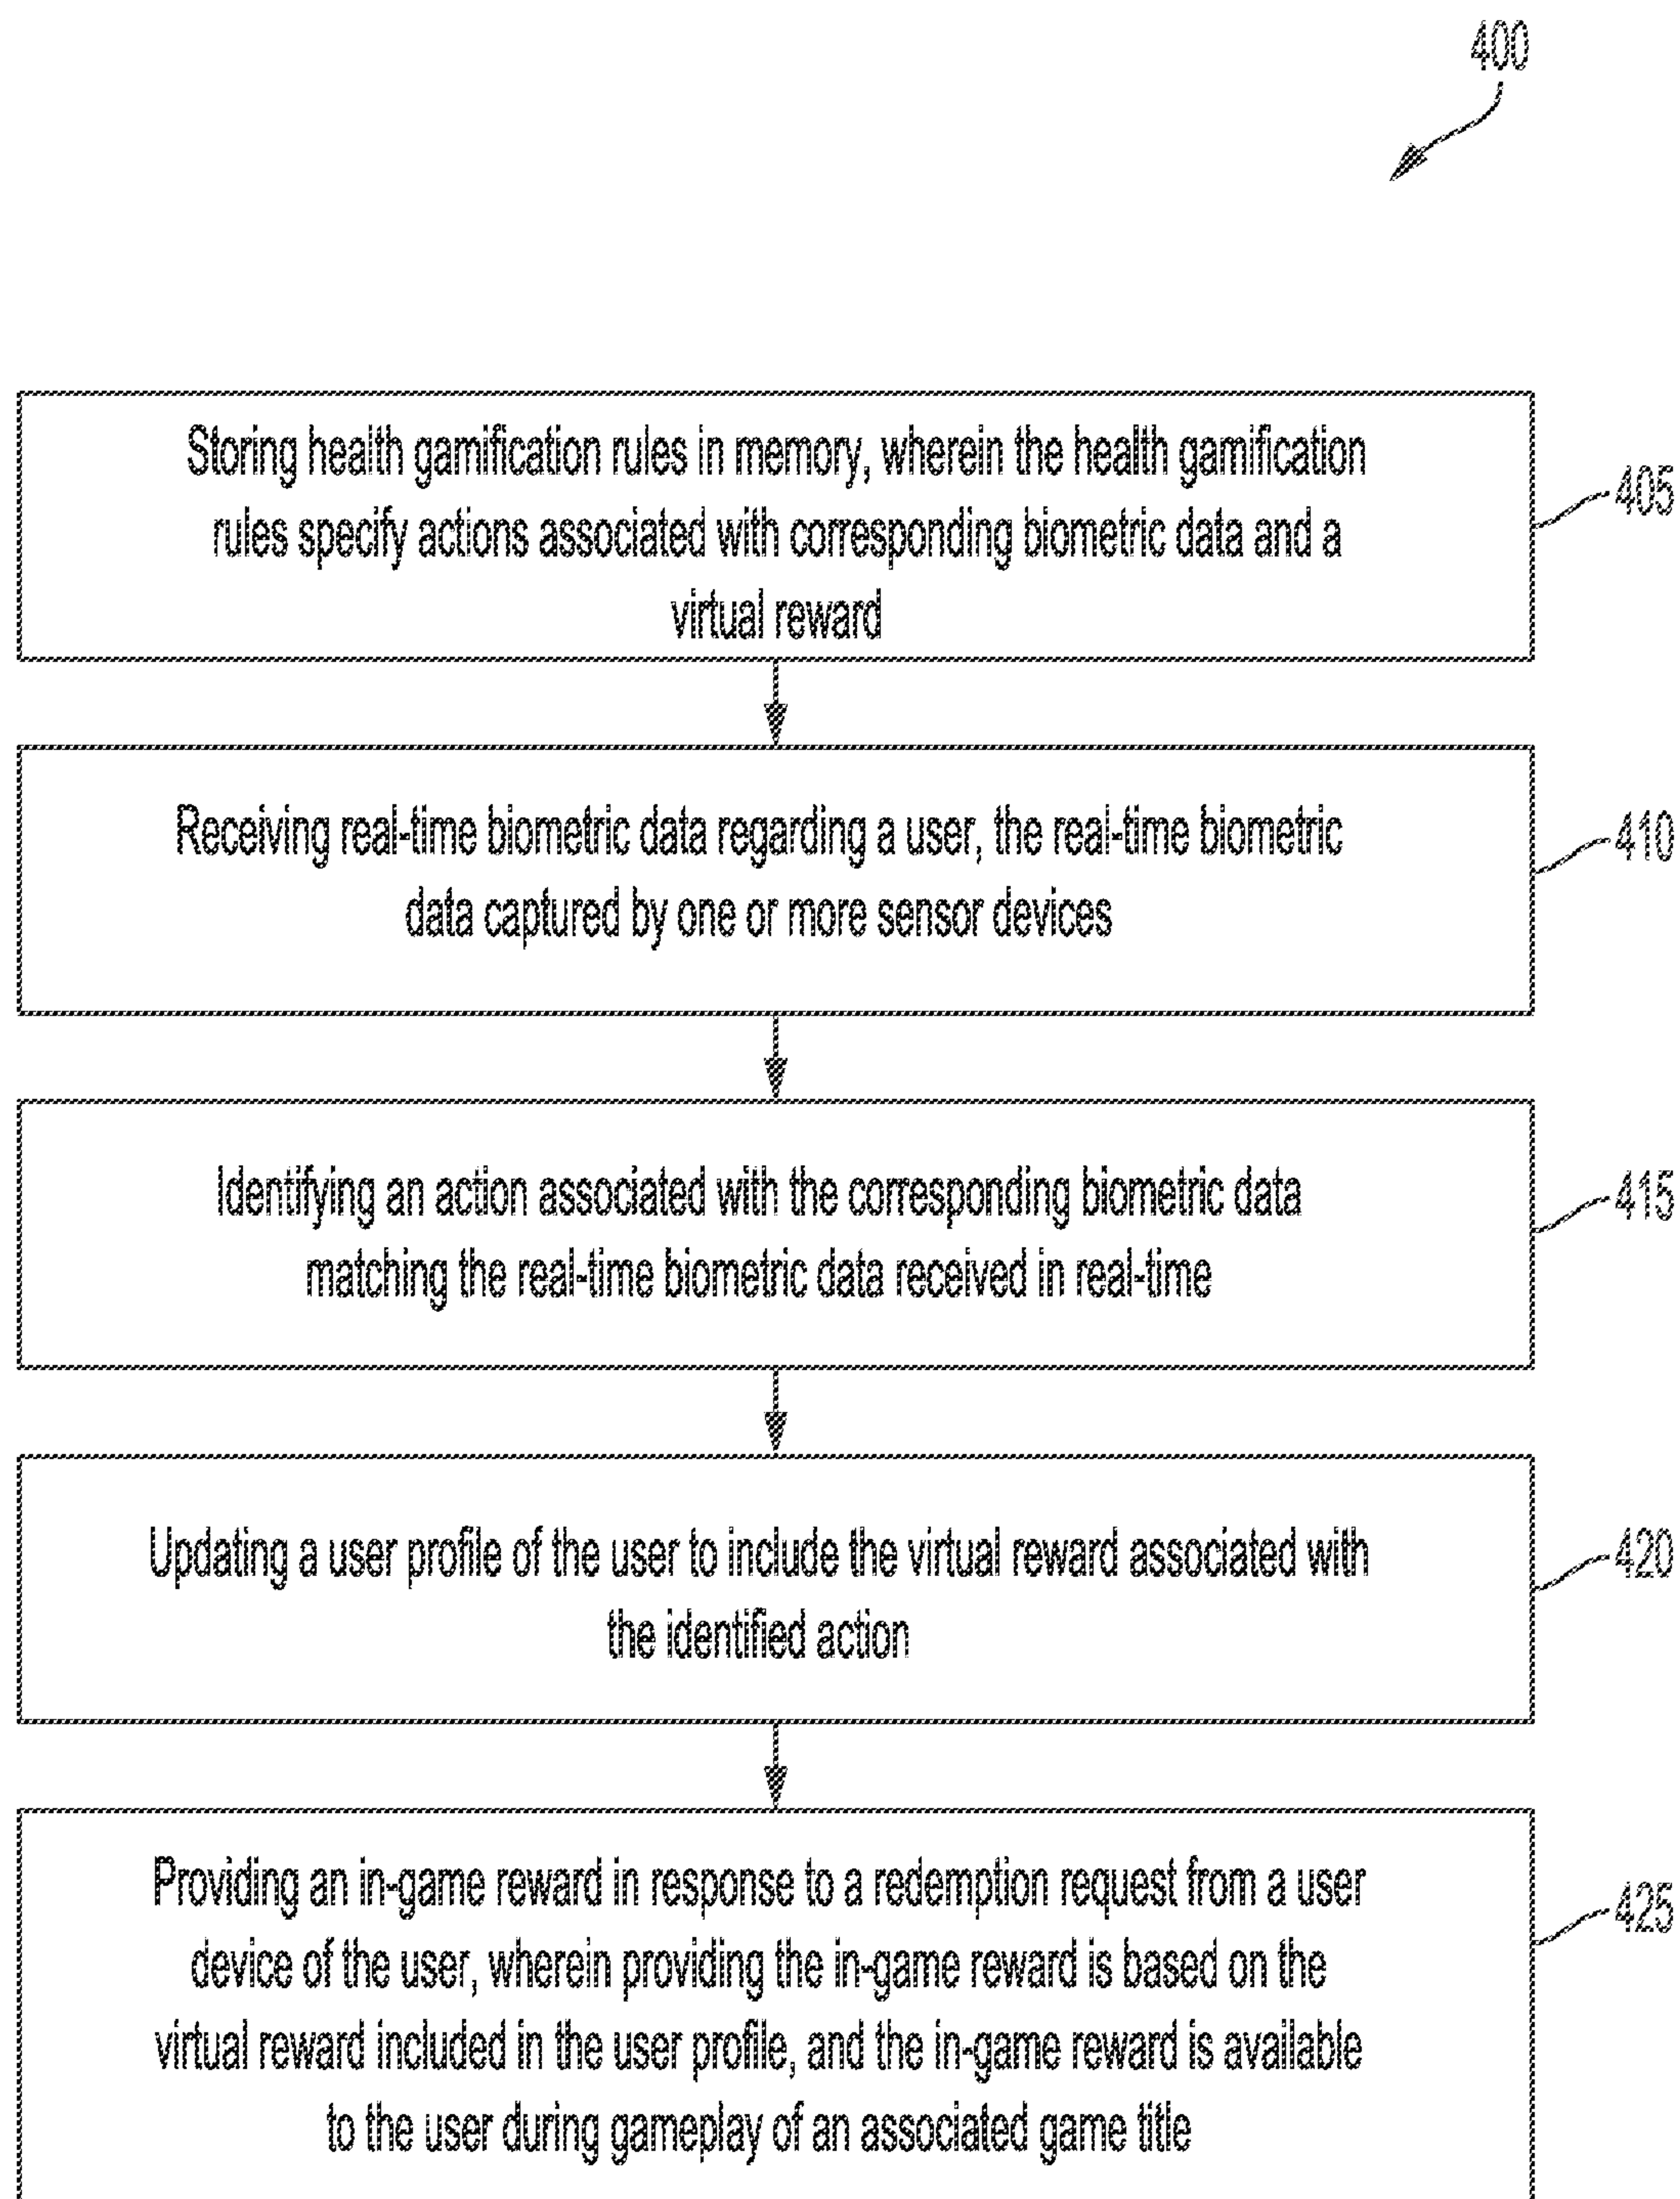 400
Storing health gamification rules in memory, wherein the health gamification
rules specify actions associated with corresponding biometric data and a
virtual reward
405
Receiving real-time biometric data regarding a user, the real-time biometric
data captured by one or more sensor devices
410
Identifying an action associated with the corresponding biometric data
matching the real-time biometric data received in real-time
415
Updating a user profile of the user to include the virtual reward associated with
the identified action
420
Providing an in-game reward in response to a redemption request from a user
device of the user, wherein providing the in-game reward is based on the
virtual reward included in the user profile, and the in-game reward is available
to the user during gameplay of an associated game title
425